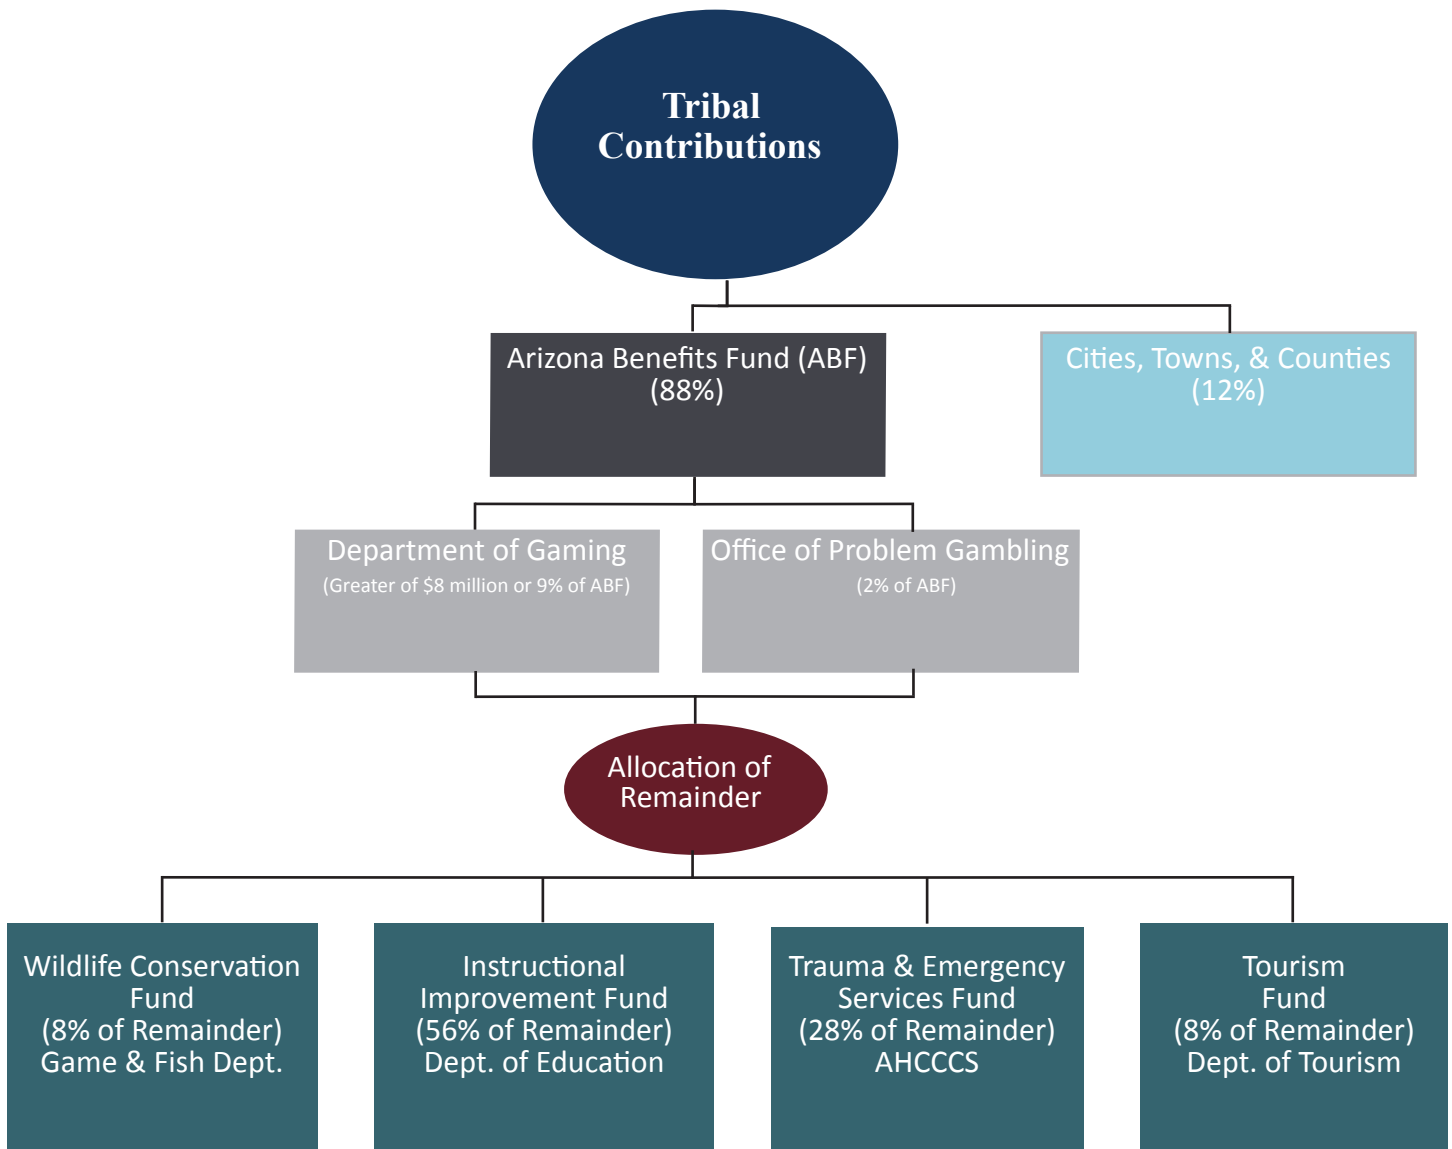 Tribal
Contributions
Arizona Benefits Fund (ABF)
(88%)
Cities, Towns, & Counties
(12%)
Department of Gaming
(Greater of $8 million or 9% of ABF)
Office of Problem Gambling
(2% of ABF)
Allocation of
Remainder
Wildlife Conservation
Fund
(8% of Remainder)
Game & Fish Dept.
Instructional
Improvement Fund
(56% of Remainder)
Dept. of Education
Trauma & Emergency
Services Fund
(28% of Remainder)
AHCCCS
Tourism
Fund
(8% of Remainder)
Dept. of Tourism